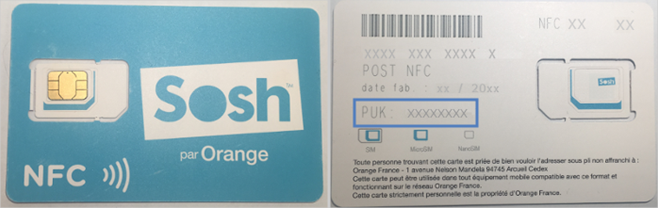 Sosh™
par Orange
NFC
NFC XX XX
XXXX XXX XXXX X
POST NFC
date fab. : xx / 20xx
PUK: XXXXXXXX
Sosh
SIM MicroSIM NanoSIM
Toute personne trouvant cette carte est priée de bien vouloir l'adresser sous pli non affranchi à :
Orange France - 1 avenue Nelson Mandela 94745 Arcueil Cedex
Cette carte peut être utilisée dans tout équipement mobile compatible avec ce format et
fonctionnant sur le réseau Orange France.
Cette carte strictement personnelle est la propriété d'Orange France.